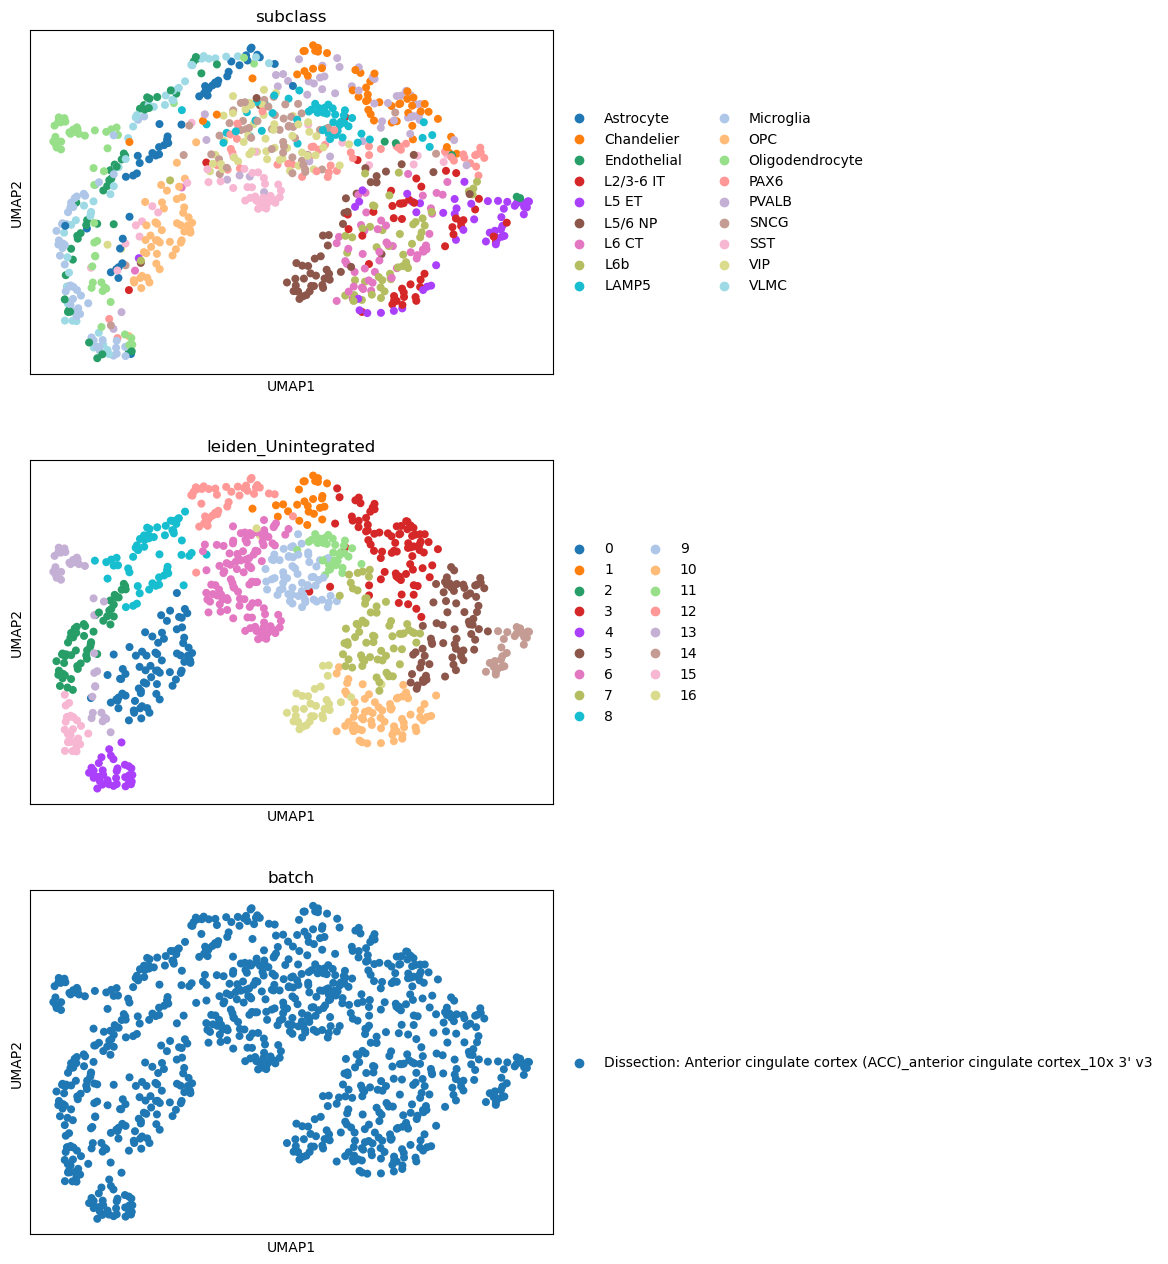 subclass
UMAP2
UMAP1
Astrocyte
Chandelier
Endothelial
L2/3-6 IT
L5 ET
L5/6 NP
L6 CT
L6b
LAMP5
Microglia
OPC
Oligodendrocyte
PAX6
PVALB
SNCG
SST
VIP
VLMC
leiden_Unintegrated
UMAP2
UMAP1
0
1
2
3
4
5
6
7
8
9
10
11
12
13
14
15
16
batch
UMAP2
UMAP1
Dissection: Anterior cingulate cortex (ACC)_anterior cingulate cortex_10x 3' v3